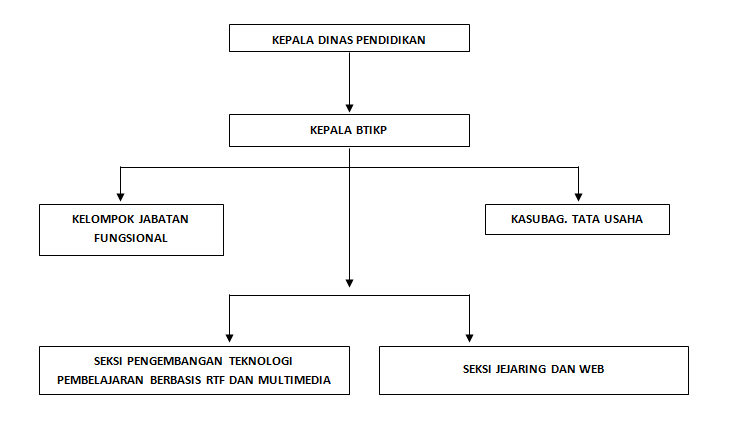 KEPALA DINAS PENDIDIKAN
KEPALA BTIKP
KELOMPOK JABATAN
FUNGSIONAL
KASUBAG. TATA USAHA
SEKSI PENGEMBANGAN TEKNOLOGI
PEMBELAJARAN BERBASIS RTF DAN MULTIMEDIA
SEKSI JEJARING DAN WEB